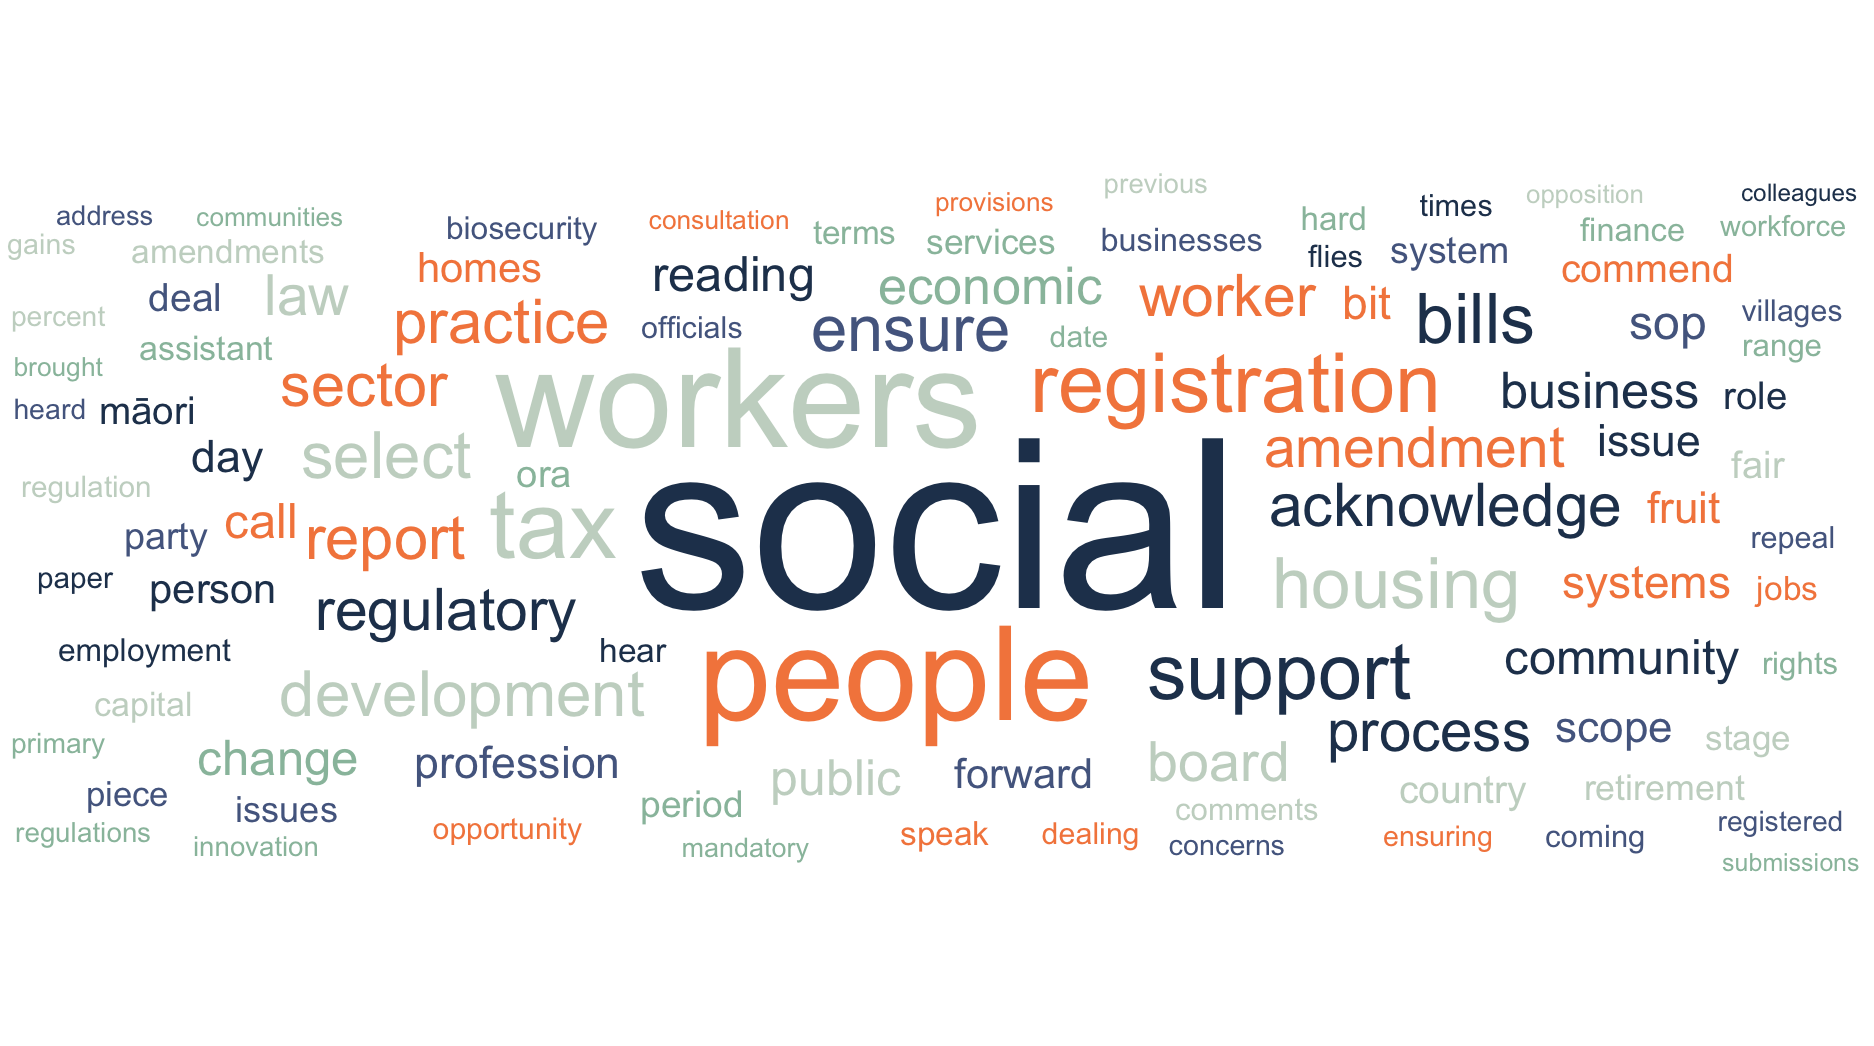 previous
colleagues
opposition
provisions
times
address
communities
consultation
hard
workforce
biosecurity
terms
finance
businesses
services
gains
amendments
flies
system
homes
reading
commend
economic
deal
law
worker
bit
villages
percent
practice
officials
ensure
date
bills
sop
assistant
range
brought
sector
workers
registration
business
role
heard
māori
day
select
amendment
issue
ora
fair
regulation
party
call
report
tax
social
acknowledge
fruit
repeal
paper
person
regulatory
housing
systems
jobs
employment
hear
community
rights
capital
development
people
support
primary
change
profession
public
forward
board
process
scope
stage
piece
issues
period
comments
country
retirement
regulations
innovation
opportunity
mandatory
speak
dealing
concerns
ensuring
coming
registered
submissions